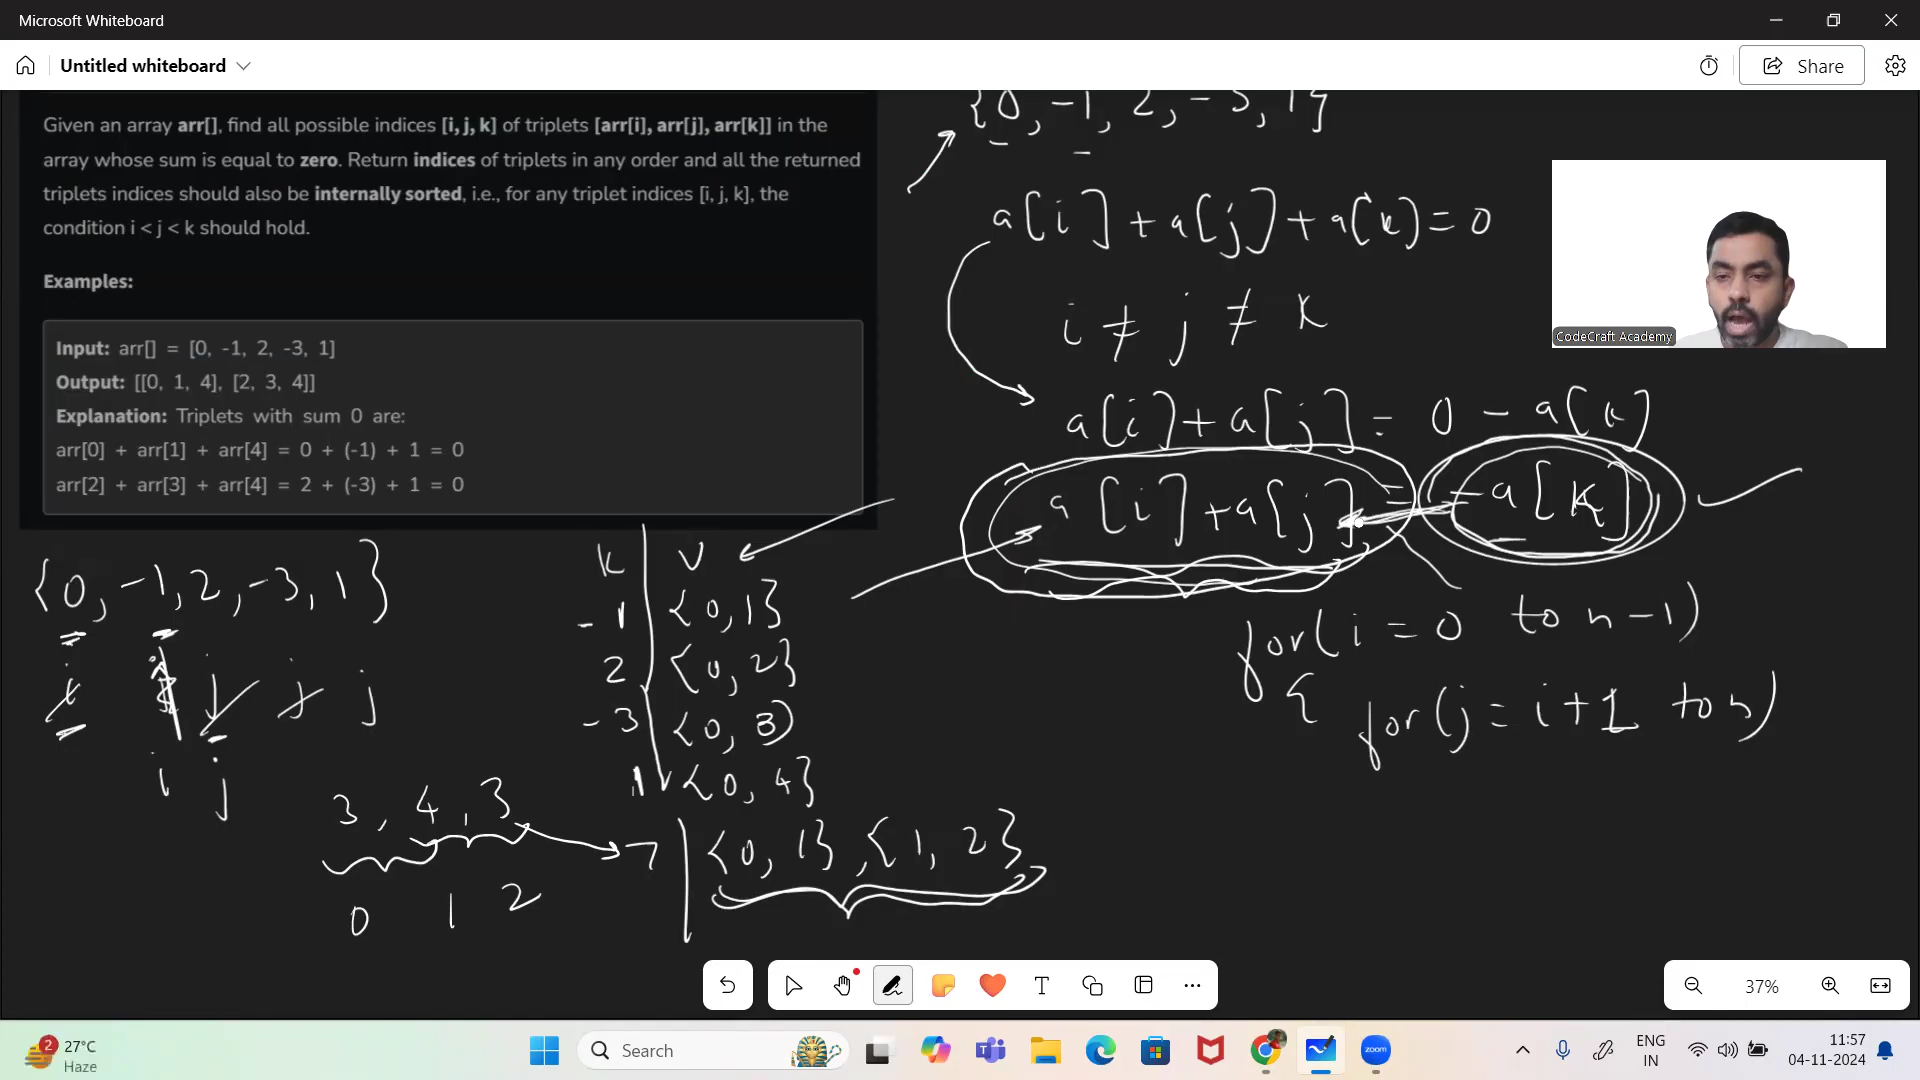 Microsoft Whiteboard
Untitled whiteboard
Share
Given an array arr[], find all possible indices [i, j, k] of triplets [arr[i], arr[j], arr[k]] in the
array whose sum is equal to zero. Return indices of triplets in any order and all the returned
triplets indices should also be internally sorted, i.e., for any triplet indices [i, j, k], the
condition i < j < k should hold.
Examples:
Input: arr[] = [0, -1, 2, -3, 1]
Output: [[0, 1, 4], [2, 3, 4]]
Explanation: Triplets with sum 0 are:
arr[0] + arr[1] + arr[4] = 0 + (-1) + 1 = 0
arr[2] + arr[3] + arr[4] = 2 + (-3) + 1 = 0
{0, -1, 2, -3, 1}
a[i] + a[j] + a[k] = 0
i ≠ j ≠ k
a[i] + a[j] = 0 - a[k]
a[i] + a[j] = -a[k]
for(i = 0 to n-1)
{ for(j = i+1 to n)
CodeCraft Academy
{0, -1, 2, -3, 1}
i j j j
i j
k | v
-1 | {0, 1}
2 | {0, 2}
-3 | {0, 3}
1 | {0, 4}
3, 4, 3
7 | {0, 1}, {1, 2}
0 1 2
37%
2
27°C
Haze
Search
zoom
ENG
IN
11:57
04-11-2024